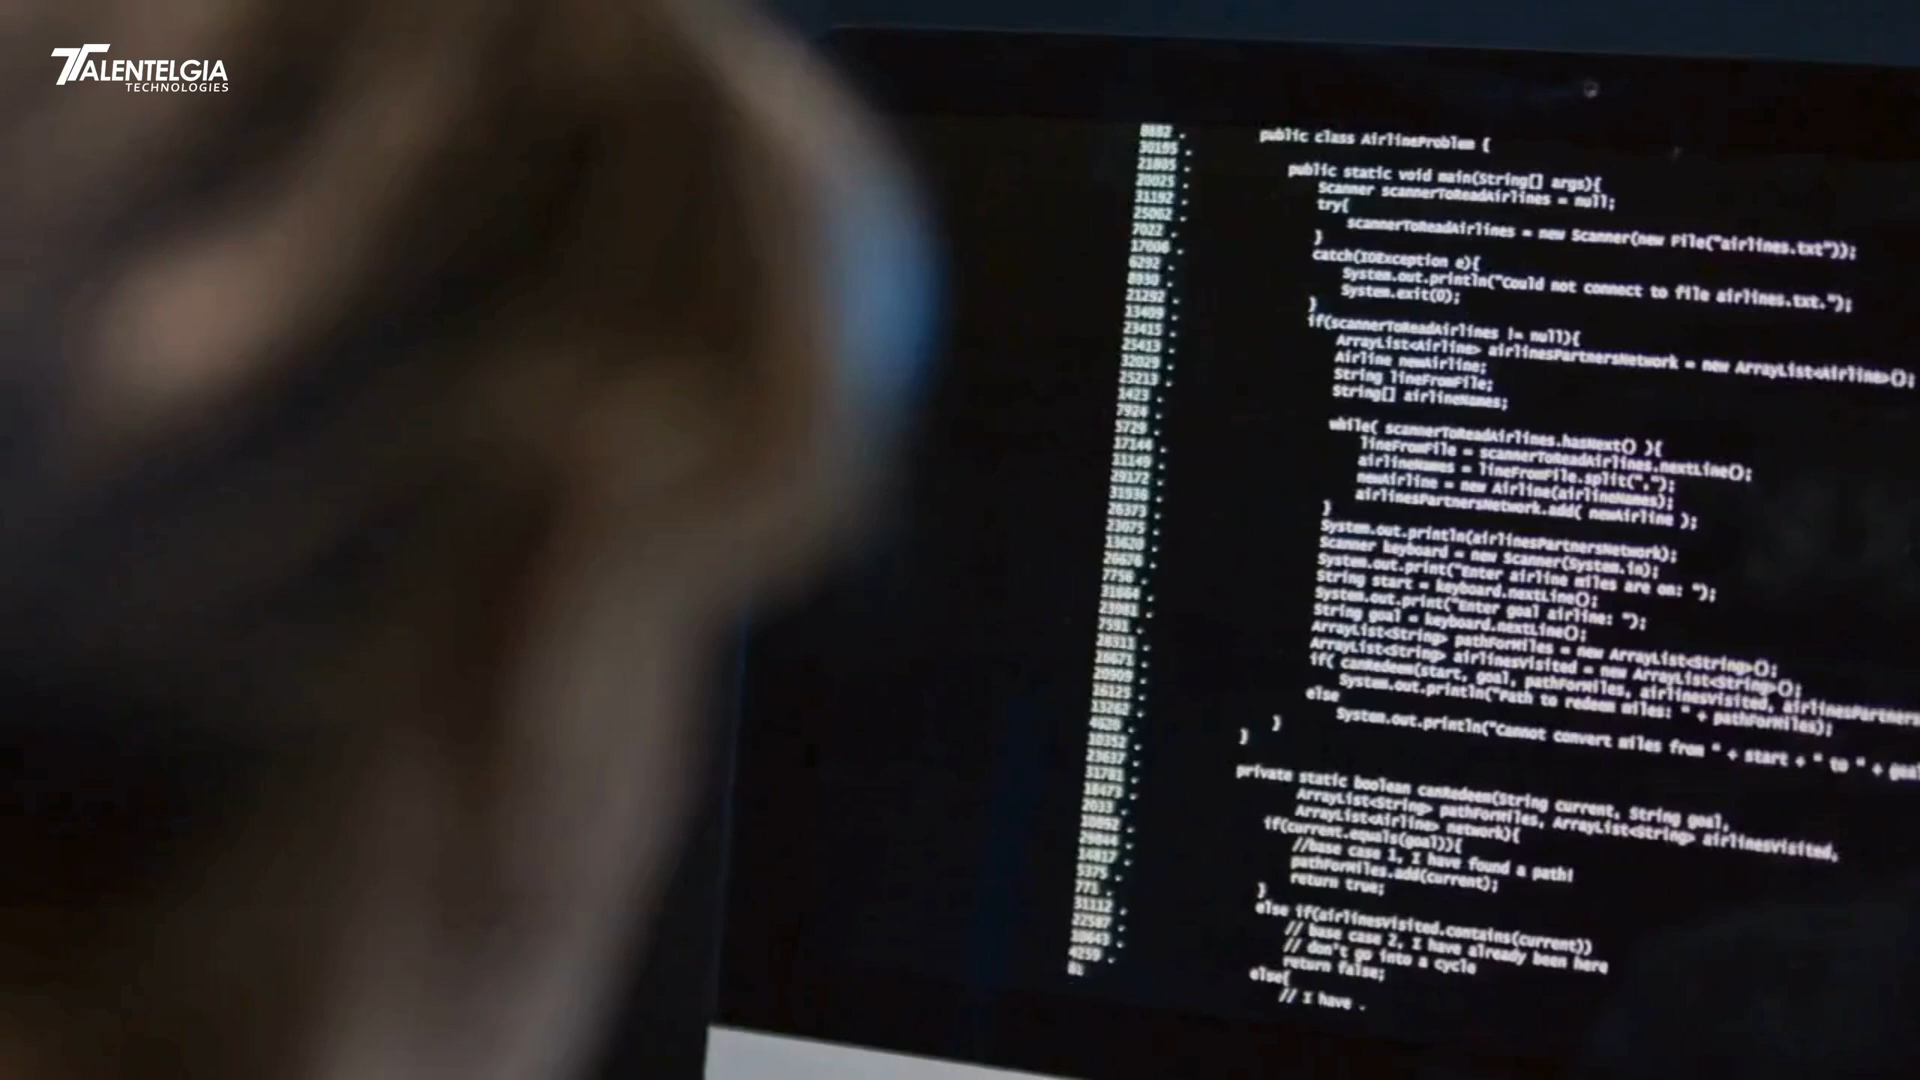 TALENTELGIA
TECHNOLOGIES
public class AirlineProblem {
public static void main(String[] args){
Scanner scannerToReadAirlines = null;
try{
scannerToReadAirlines = new Scanner(new File("airlines.txt"));
}
catch(IOException e){
System.out.println("Could not connect to file airlines.txt.");
System.exit(0);
}
if(scannerToReadAirlines != null){
ArrayList<Airline> airlinesPartnersNetwork = new ArrayList<Airline>();
Airline newAirline;
String lineFromFile;
String[] airlineNames;
while( scannerToReadAirlines.hasNext() ){
lineFromFile = scannerToReadAirlines.nextLine();
airlineNames = lineFromFile.split(",");
newAirline = new Airline(airlineNames);
airlinesPartnersNetwork.add( newAirline );
}
System.out.println(airlinesPartnersNetwork);
Scanner keyboard = new Scanner(System.in);
System.out.print("Enter airline miles are on: ");
String start = keyboard.nextLine();
System.out.print("Enter goal airline: ");
String goal = keyboard.nextLine();
ArrayList<String> pathForMiles = new ArrayList<String>();
ArrayList<String> airlinesVisited = new ArrayList<String>();
if( canRedeem(start, goal, pathForMiles, airlinesVisited, airlinesPartners
System.out.println("Path to redeem miles: " + pathForMiles);
else
System.out.println("Cannot convert miles from " + start + " to " + goal
}
}
private static boolean canRedeem(String current, String goal,
ArrayList<String> pathForMiles, ArrayList<String> airlinesVisited,
ArrayList<Airline> network){
if(current.equals(goal)){
//base case 1, I have found a path!
pathForMiles.add(current);
return true;
}
else if(airlinesVisited.contains(current))
// base case 2, I have already been here
// don't go into a cycle
return false;
else{
// I have .